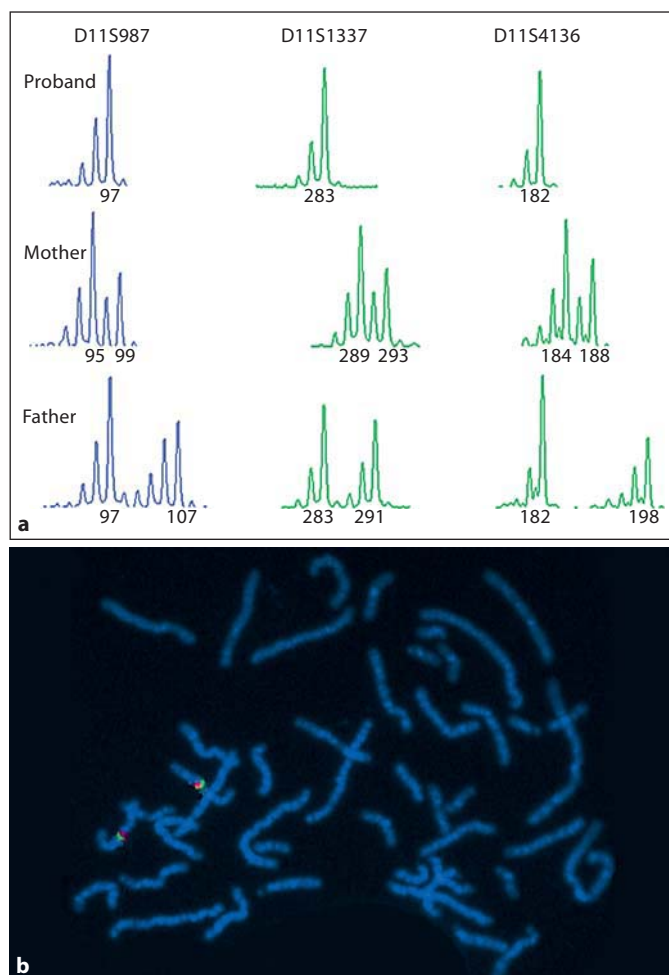 D11S987 D11S1337 D11S4136
Proband
97 283 182
Mother
95 99 289 293 184 188
Father
97 107 283 291 182 198
a
b